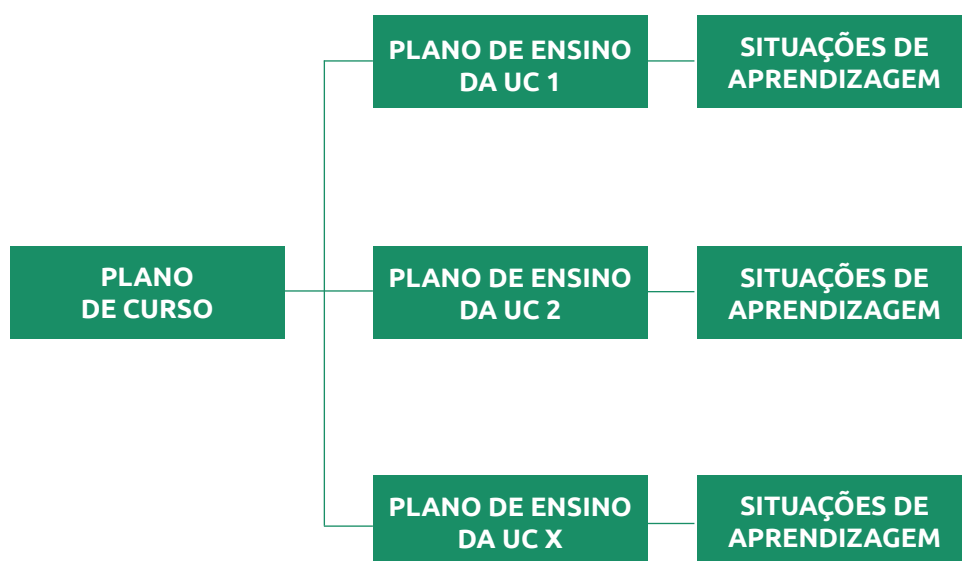 PLANO DE ENSINO
DA UC 1
SITUAÇÕES DE
APRENDIZAGEM
PLANO
DE CURSO
PLANO DE ENSINO
DA UC 2
SITUAÇÕES DE
APRENDIZAGEM
PLANO DE ENSINO
DA UC X
SITUAÇÕES DE
APRENDIZAGEM